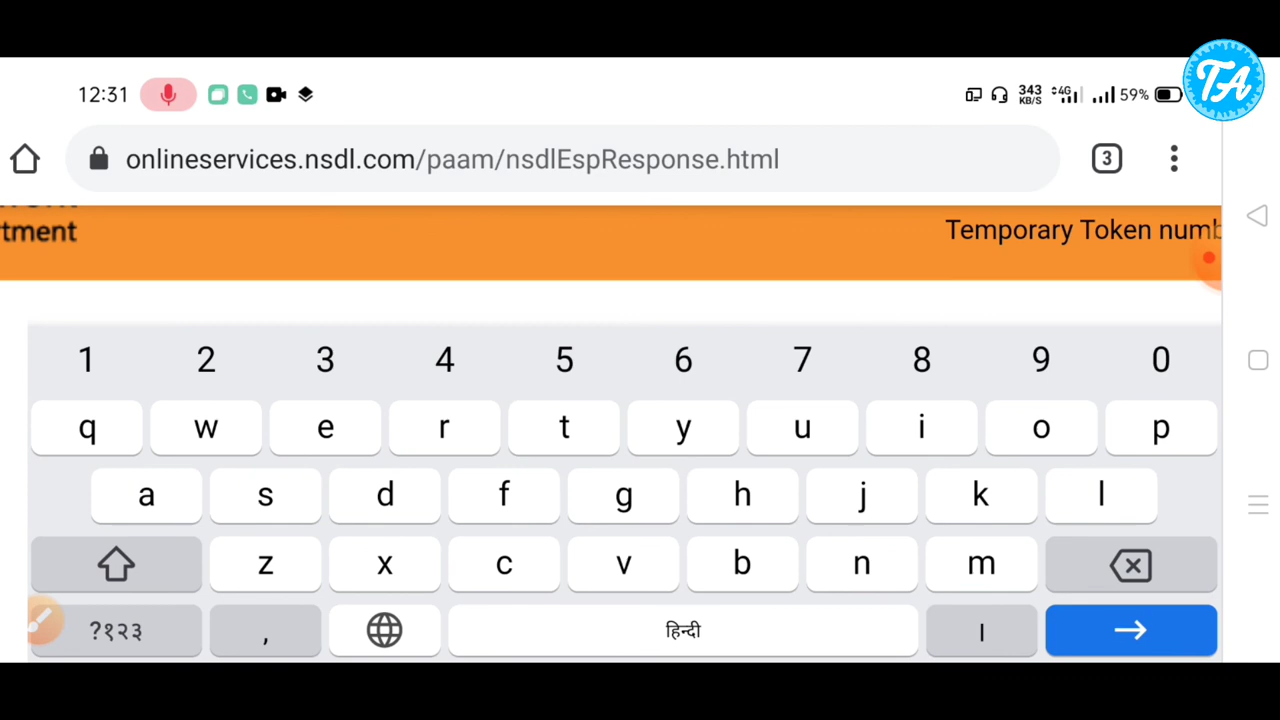 TA
12:31
343 KB/S 4G 59%
onlineservices.nsdl.com/paam/nsdlEspResponse.html
3
tment
Temporary Token numb
1 2 3 4 5 6 7 8 9 0
q w e r t y u i o p
a s d f g h j k l
z x c v b n m
?१२३ , हिन्दी ।